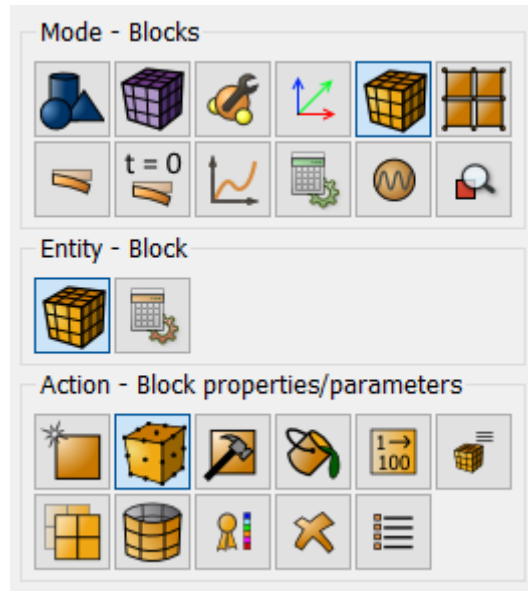 Mode - Blocks
t = 0
Entity - Block
Action - Block properties/parameters
1→
100